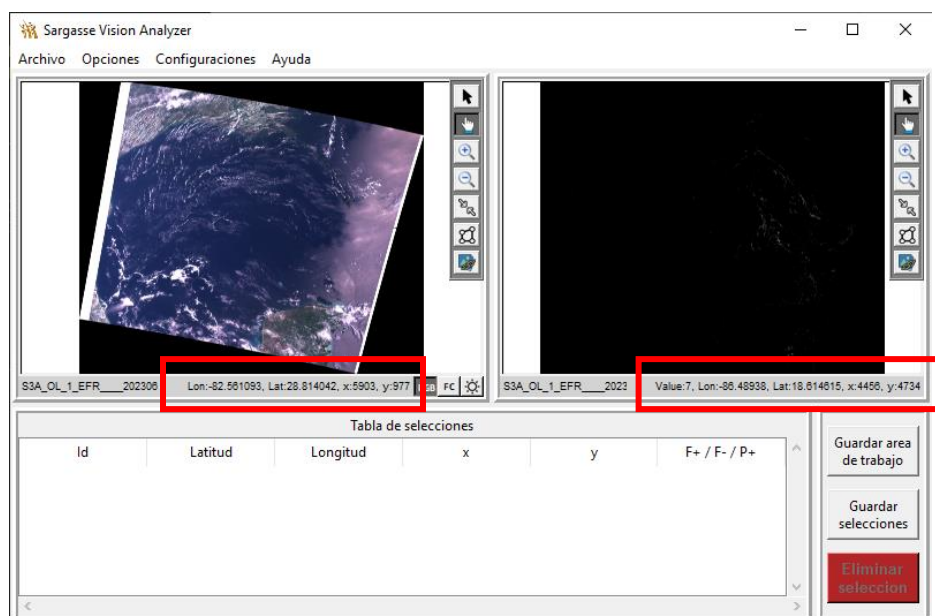 Sargasse Vision Analyzer
Archivo Opciones Configuraciones Ayuda
S3A_OL_1_EFR____202306 Lon:-82.561093, Lat:28.814042, x:5903, y:977 FC
S3A_OL_1_EFR____2023 Value:7, Lon:-86.48938, Lat:18.614615, x:4456, y:4734
Tabla de selecciones
Id Latitud Longitud x y F+ / F- / P+
Guardar area
de trabajo
Guardar
selecciones
Eliminar
seleccion